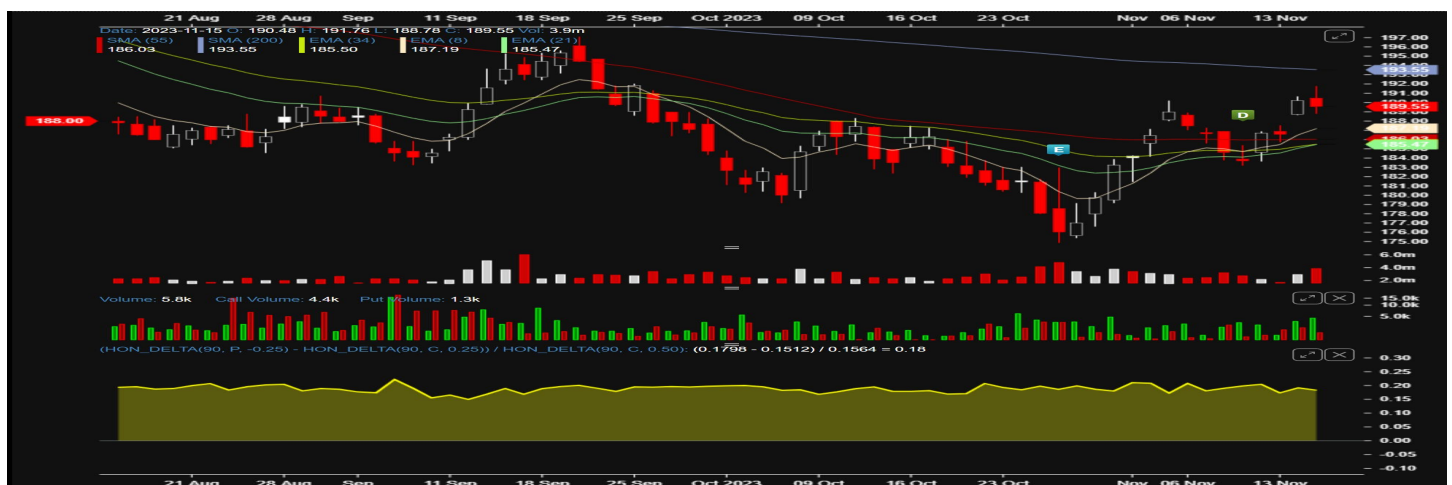 21 Aug 28 Aug Sep 11 Sep 18 Sep 25 Sep Oct 2023 09 Oct 16 Oct 23 Oct Nov 06 Nov 13 Nov
Date: 2023-11-15 O: 190.48 H: 191.76 L: 188.78 C: 189.55 Vol: 3.9m
SMA (55) SMA (200) EMA (34) EMA (8) EMA (21)
186.03 193.55 185.50 187.19 185.47
197.00
196.00
195.00
193.55
192.00
191.00
189.55
188.00
188.00
D
186.03
185.47
E
184.00
183.00
182.00
181.00
180.00
179.00
178.00
177.00
176.00
175.00
6.0m
4.0m
2.0m
Volume: 5.8k Call Volume: 4.4k Put Volume: 1.3k
15.0k
10.0k
5.0k
(HON_DELTA(90, P, -0.25) - HON_DELTA(90, C, 0.25)) / HON_DELTA(90, C, 0.50): (0.1798 - 0.1512) / 0.1564 = 0.18
0.30
0.25
0.20
0.15
0.10
0.05
0.00
-0.05
-0.10
21 Aug 28 Aug Sep 11 Sep 18 Sep 25 Sep Oct 2023 09 Oct 16 Oct 23 Oct Nov 06 Nov 13 Nov